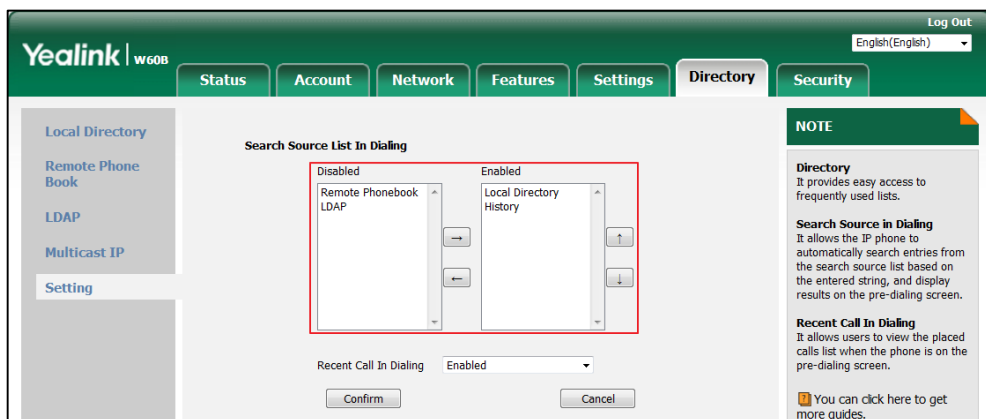 Log Out
Yealink | W60B
English(English)
Status Account Network Features Settings Directory Security
Local Directory
Remote Phone
Book
LDAP
Multicast IP
Setting
Search Source List In Dialing
Disabled Enabled
Remote Phonebook
LDAP
Local Directory
History
→
←
↑
↓
Recent Call In Dialing Enabled
Confirm Cancel
NOTE
Directory
It provides easy access to
frequently used lists.
Search Source in Dialing
It allows the IP phone to
automatically search entries from
the search source list based on
the entered string, and display
results on the pre-dialing screen.
Recent Call In Dialing
It allows users to view the placed
calls list when the phone is on the
pre-dialing screen.
You can click here to get
more guides.